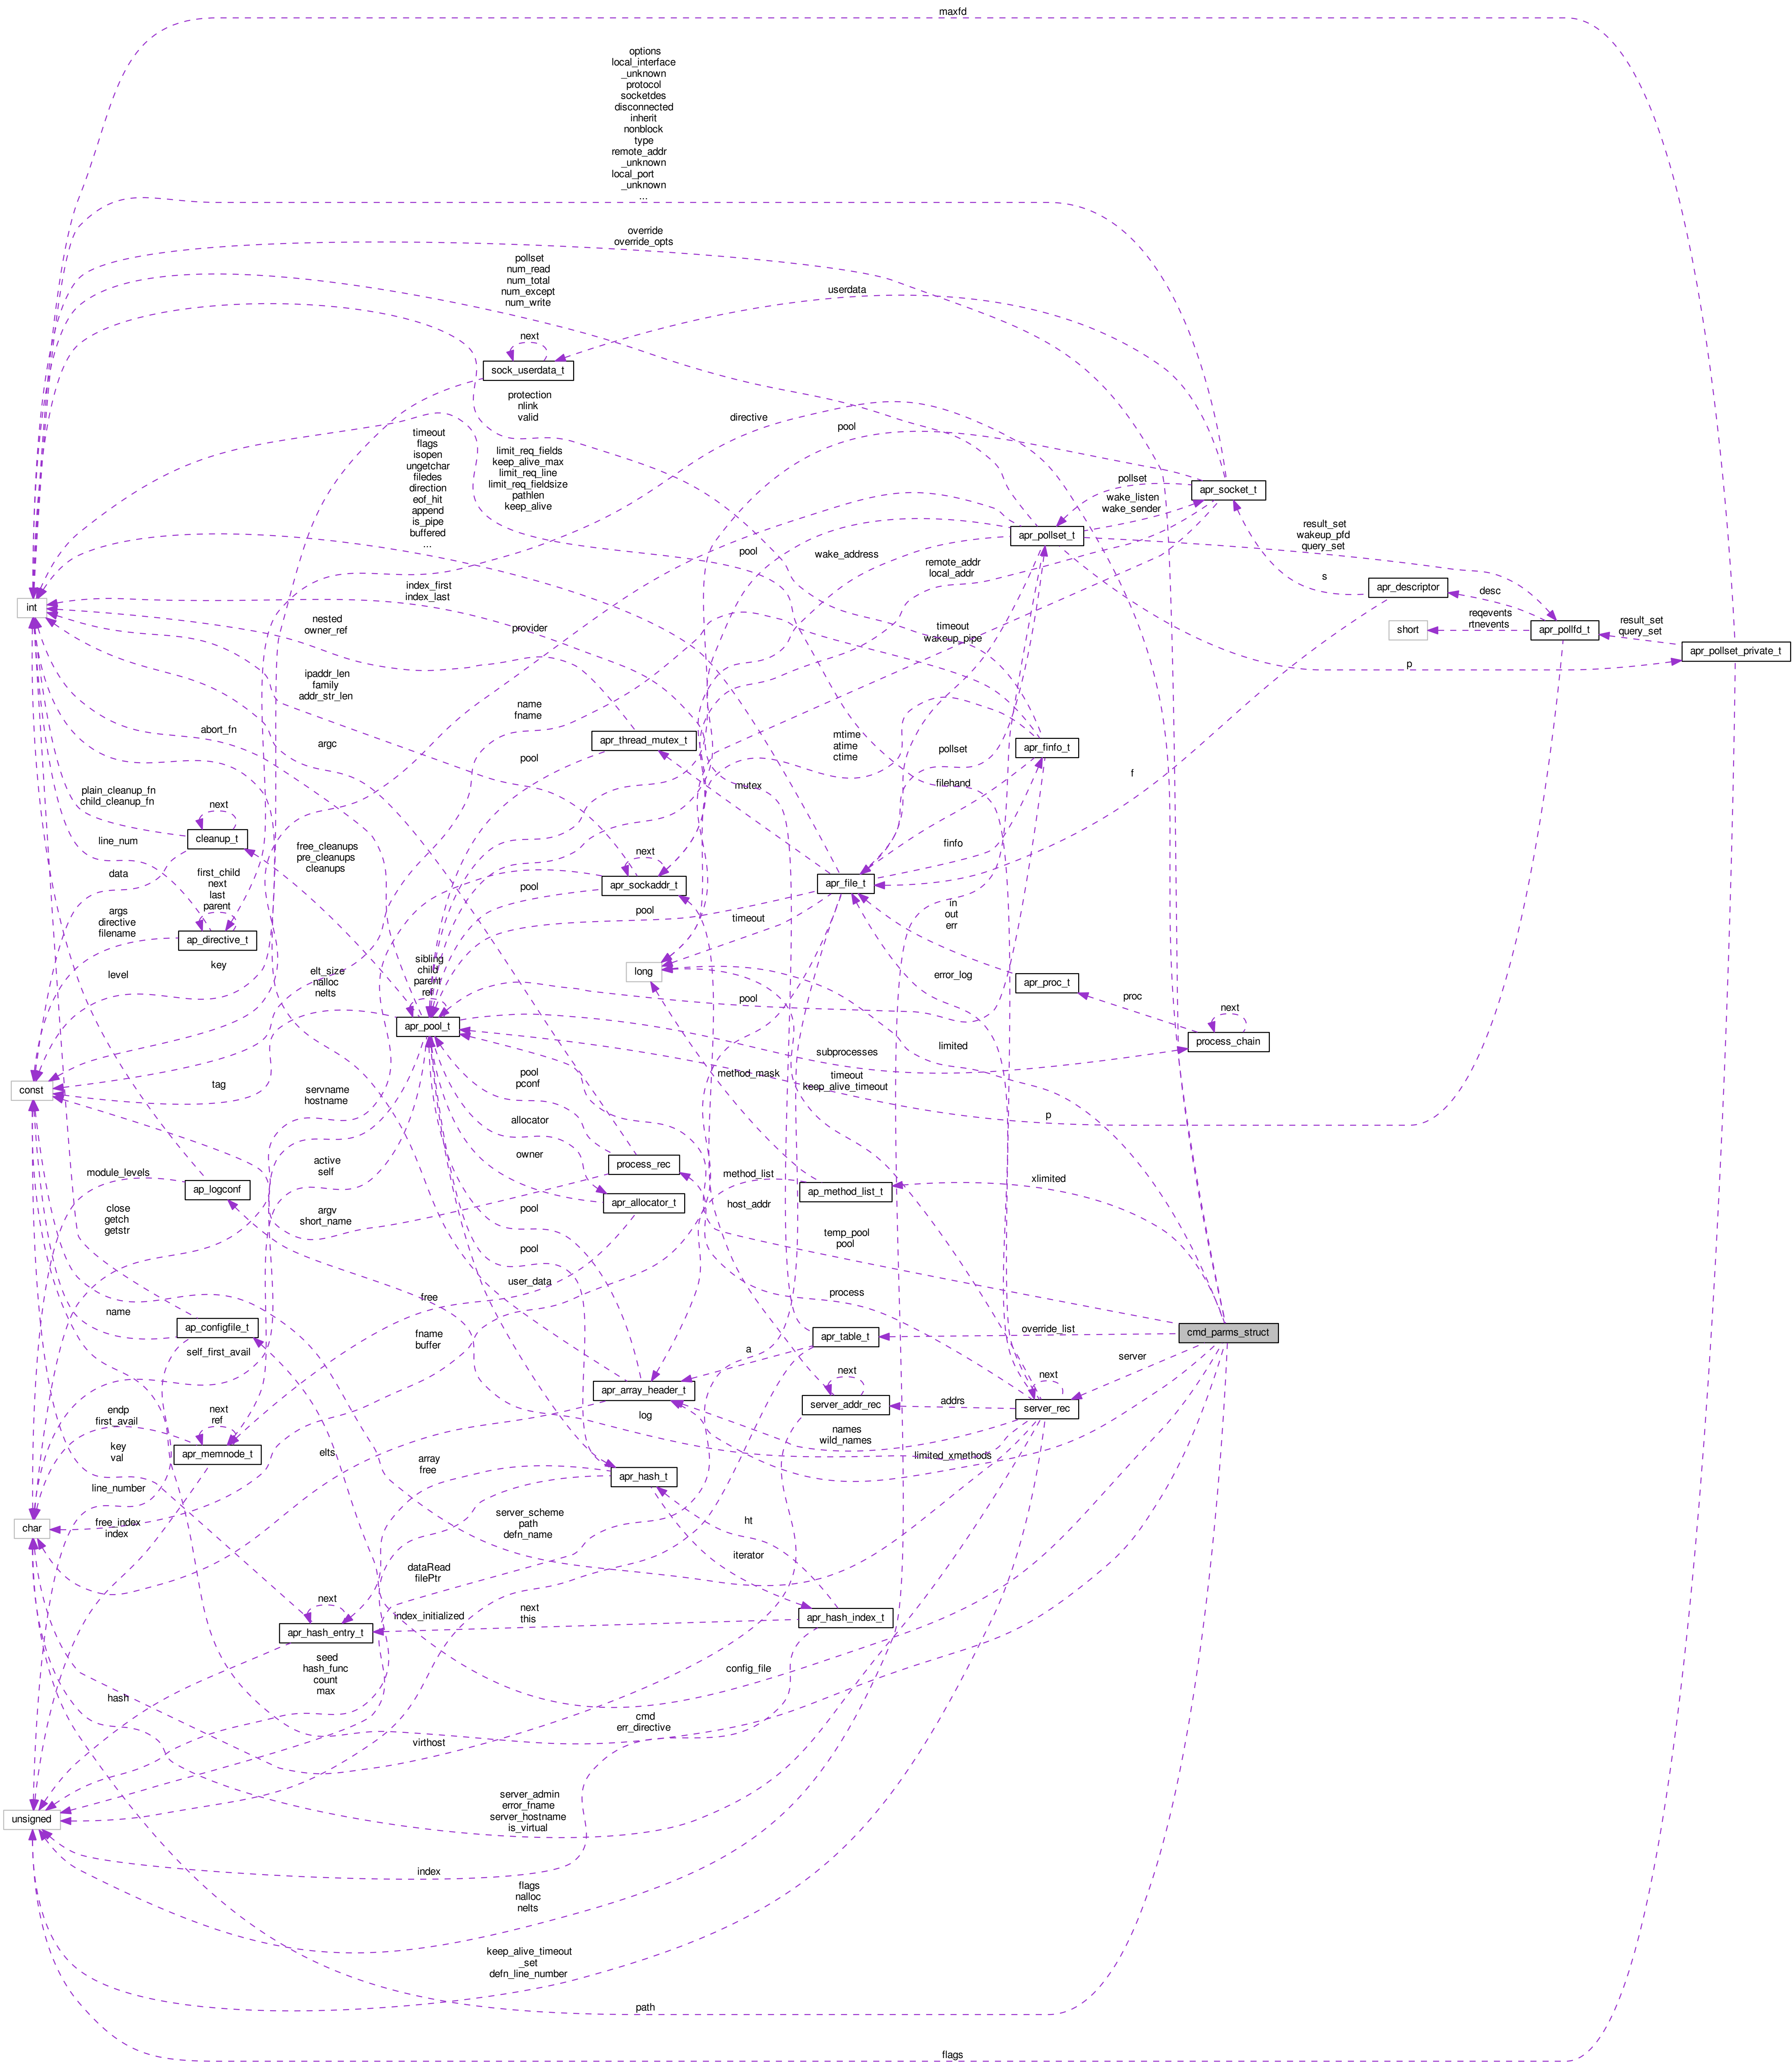 maxfd
options
local_interface
_unknown
protocol
socketdes
disconnected
inherit
nonblock
type
remote_addr
_unknown
local_port
_unknown
...
override
override_opts
pollset
num_read
num_total
num_except
num_write
userdata
next
sock_userdata_t
protection
nlink
valid
directive
pool
timeout
flags
isopen
ungetchar
filedes
direction
eof_hit
append
is_pipe
buffered
...
limit_req_fields
keep_alive_max
limit_req_line
limit_req_fieldsize
pathlen
keep_alive
pollset
apr_socket_t
wake_listen
wake_sender
apr_pollset_t
result_set
wakeup_pfd
query_set
pool
wake_address
remote_addr
local_addr
s
apr_descriptor
desc
index_first
index_last
int
nested
owner_ref
provider
timeout
wakeup_pipe
short
reqevents
rtnevents
apr_pollfd_t
result_set
query_set
apr_pollset_private_t
p
ipaddr_len
family
addr_str_len
name
fname
abort_fn
argc
apr_thread_mutex_t
mtime
atime
ctime
apr_finfo_t
pool
pollset
f
plain_cleanup_fn
child_cleanup_fn
mutex
filehand
next
cleanup_t
line_num
free_cleanups
pre_cleanups
cleanups
finfo
next
data
first_child
next
last
parent
apr_sockaddr_t
pool
apr_file_t
args
directive
filename
ap_directive_t
pool
timeout
in
out
err
level
key
elt_size
nalloc
nelts
sibling
child
parent
ref
long
error_log
apr_proc_t
pool
proc
next
apr_pool_t
process_chain
subprocesses
limited
const
tag
servname
hostname
pool
pconf
method_mask
timeout
keep_alive_timeout
p
allocator
owner
active
self
process_rec
module_levels
ap_logconf
method_list
ap_method_list_t
xlimited
close
getch
getstr
argv
short_name
apr_allocator_t
host_addr
pool
temp_pool
pool
pool
user_data
free
process
name
ap_configfile_t
fname
buffer
apr_table_t
override_list
cmd_parms_struct
self_first_avail
a
server
next
next
endp
first_avail
next
ref
apr_array_header_t
server_addr_rec
addrs
server_rec
log
names
wild_names
key
val
apr_memnode_t
elts
array
free
limited_xmethods
apr_hash_t
line_number
char
free_index
index
server_scheme
path
defn_name
ht
iterator
dataRead
filePtr
next
index_initialized
next
this
apr_hash_index_t
apr_hash_entry_t
seed
hash_func
count
max
config_file
hash
cmd
err_directive
virthost
unsigned
server_admin
error_fname
server_hostname
is_virtual
index
flags
nalloc
nelts
keep_alive_timeout
_set
defn_line_number
path
flags